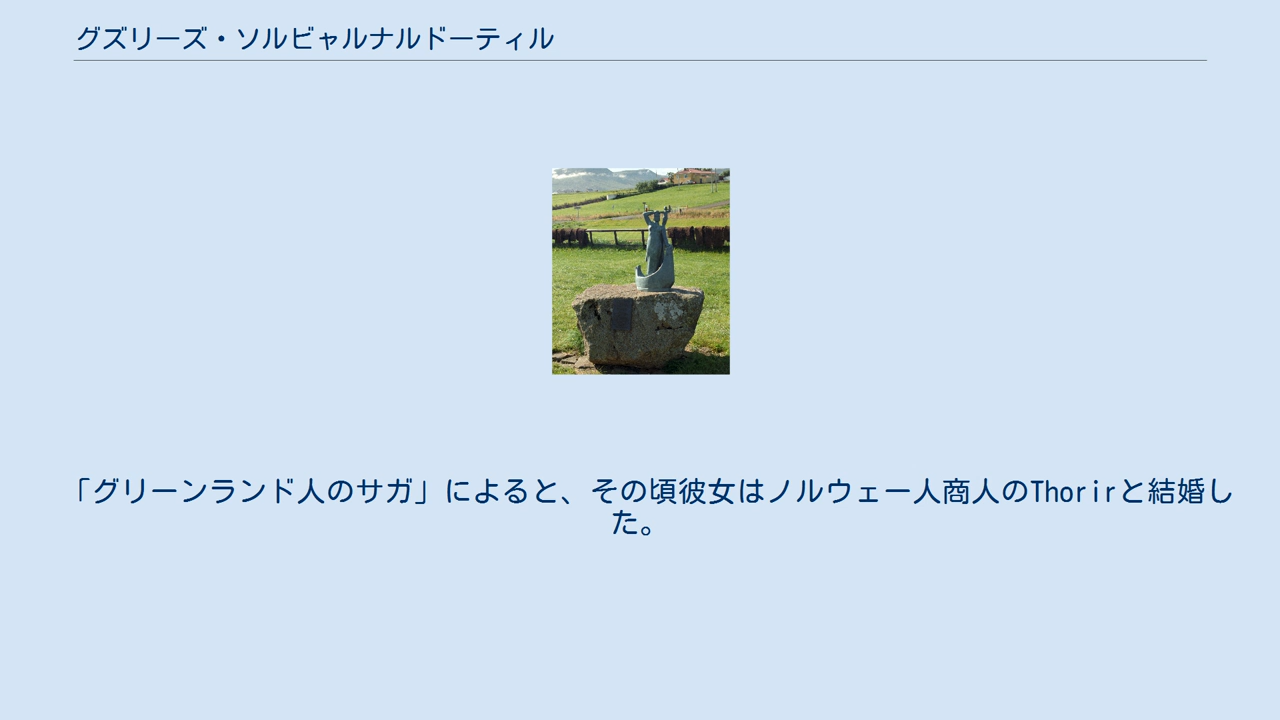 グズリーズ・ソルビャルナルドーティル
「グリーンランド人のサガ」によると、その頃彼女はノルウェー人商人のThorirと結婚し
た。